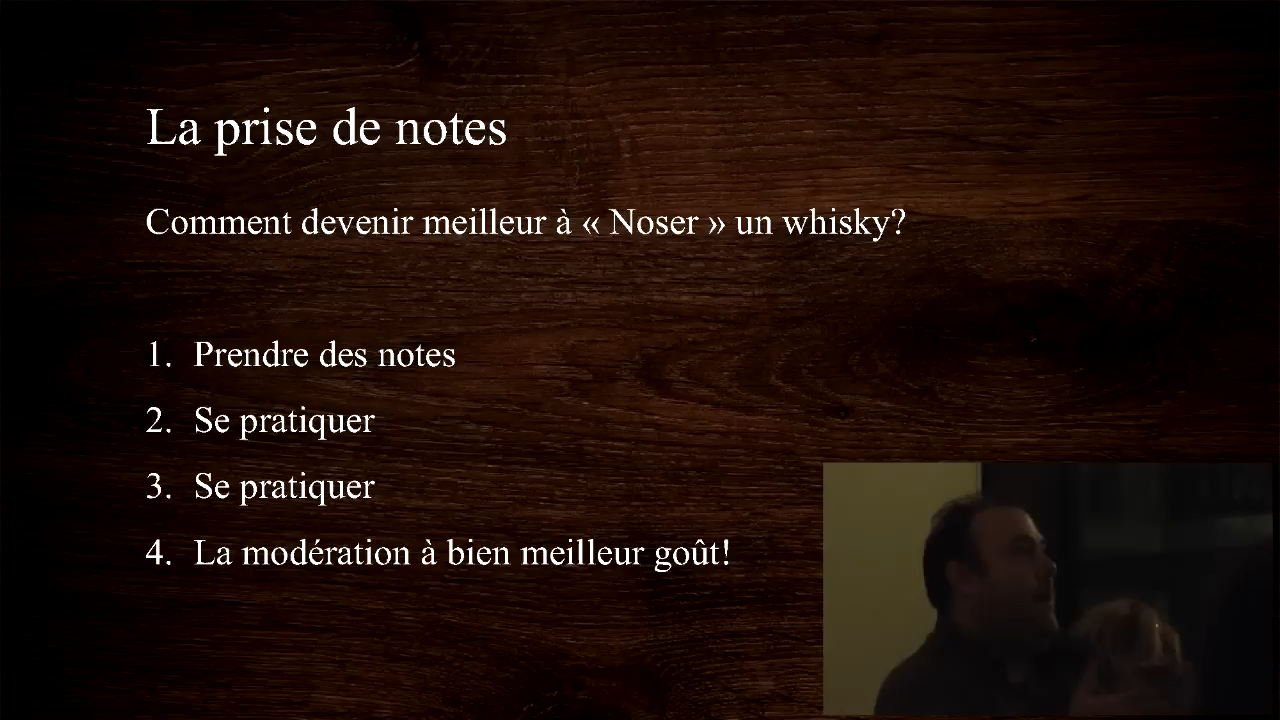 La prise de notes
Comment devenir meilleur à « Noser » un whisky?
1. Prendre des notes
2. Se pratiquer
3. Se pratiquer
4. La modération à bien meilleur goût!